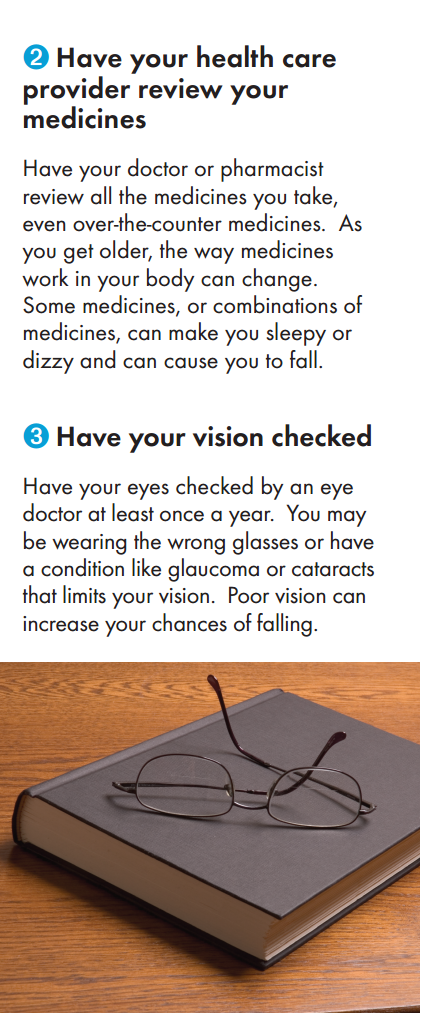 2 Have your health care
provider review your
medicines
Have your doctor or pharmacist
review all the medicines you take,
even over-the-counter medicines.  As
you get older, the way medicines
work in your body can change.
Some medicines, or combinations of
medicines, can make you sleepy or
dizzy and can cause you to fall.
3 Have your vision checked
Have your eyes checked by an eye
doctor at least once a year.  You may
be wearing the wrong glasses or have
a condition like glaucoma or cataracts
that limits your vision.  Poor vision can
increase your chances of falling.